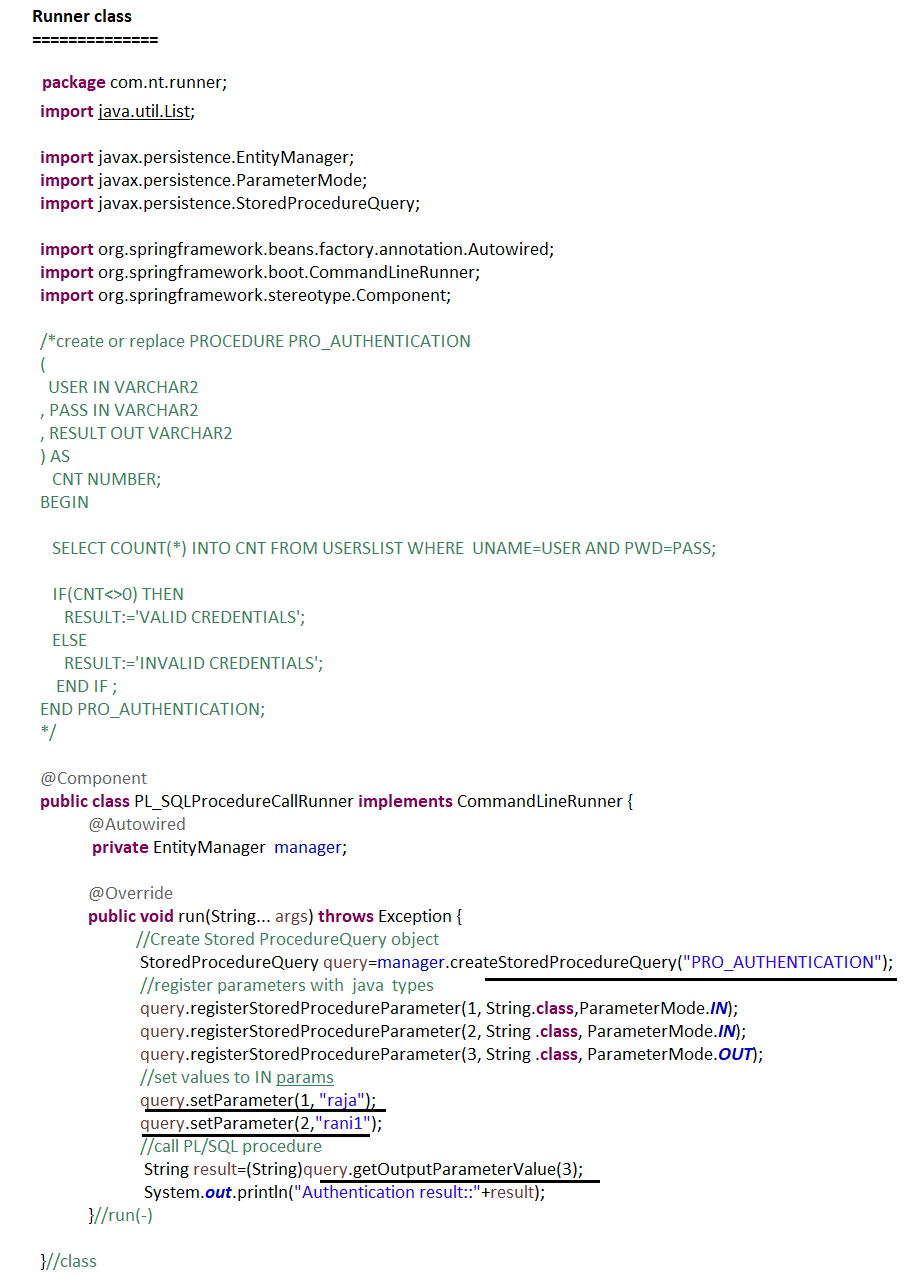 Runner class
==============
package com.nt.runner;
import java.util.List;
import javax.persistence.EntityManager;
import javax.persistence.ParameterMode;
import javax.persistence.StoredProcedureQuery;
import org.springframework.beans.factory.annotation.Autowired;
import org.springframework.boot.CommandLineRunner;
import org.springframework.stereotype.Component;
/*create or replace PROCEDURE PRO_AUTHENTICATION
(
USER IN VARCHAR2
, PASS IN VARCHAR2
, RESULT OUT VARCHAR2
) AS
CNT NUMBER;
BEGIN
SELECT COUNT(*) INTO CNT FROM USERSLIST WHERE  UNAME=USER AND PWD=PASS;
IF(CNT<>0) THEN
RESULT:='VALID CREDENTIALS';
ELSE
RESULT:='INVALID CREDENTIALS';
END IF ;
END PRO_AUTHENTICATION;
*/
@Component
public class PL_SQLProcedureCallRunner implements CommandLineRunner {
@Autowired
private EntityManager  manager;
@Override
public void run(String... args) throws Exception {
//Create Stored ProcedureQuery object
StoredProcedureQuery query=manager.createStoredProcedureQuery("PRO_AUTHENTICATION");
//register parameters with  java  types
query.registerStoredProcedureParameter(1, String.class,ParameterMode.IN);
query.registerStoredProcedureParameter(2, String .class, ParameterMode.IN);
query.registerStoredProcedureParameter(3, String .class, ParameterMode.OUT);
//set values to IN params
query.setParameter(1, "raja");
query.setParameter(2,"rani1");
//call PL/SQL procedure
String result=(String)query.getOutputParameterValue(3);
System.out.println("Authentication result::"+result);
}//run(-)
}//class